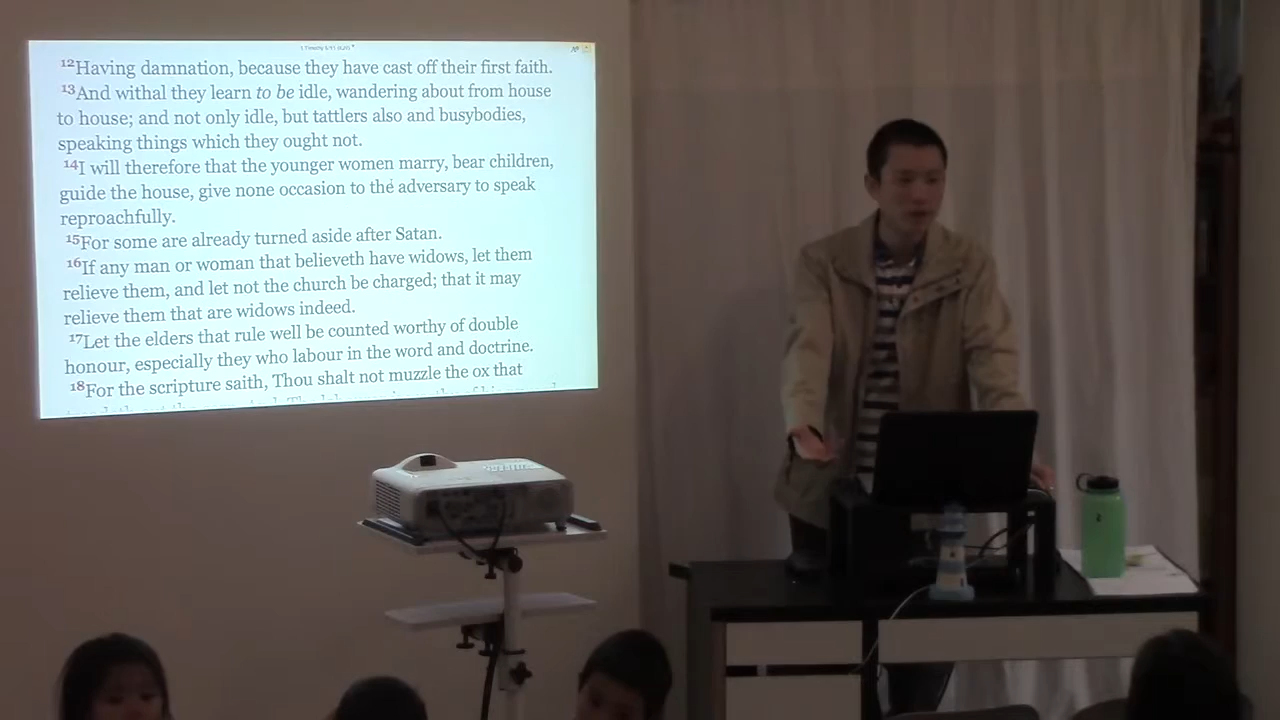 ¹²Having damnation, because they have cast off their first faith.
¹³And withal they learn to be idle, wandering about from house
to house; and not only idle, but tattlers also and busybodies,
speaking things which they ought not.
¹⁴I will therefore that the younger women marry, bear children,
guide the house, give none occasion to the adversary to speak
reproachfully.
¹⁵For some are already turned aside after Satan.
¹⁶If any man or woman that believeth have widows, let them
relieve them, and let not the church be charged; that it may
relieve them that are widows indeed.
¹⁷Let the elders that rule well be counted worthy of double
honour, especially they who labour in the word and doctrine.
¹⁸For the scripture saith, Thou shalt not muzzle the ox that